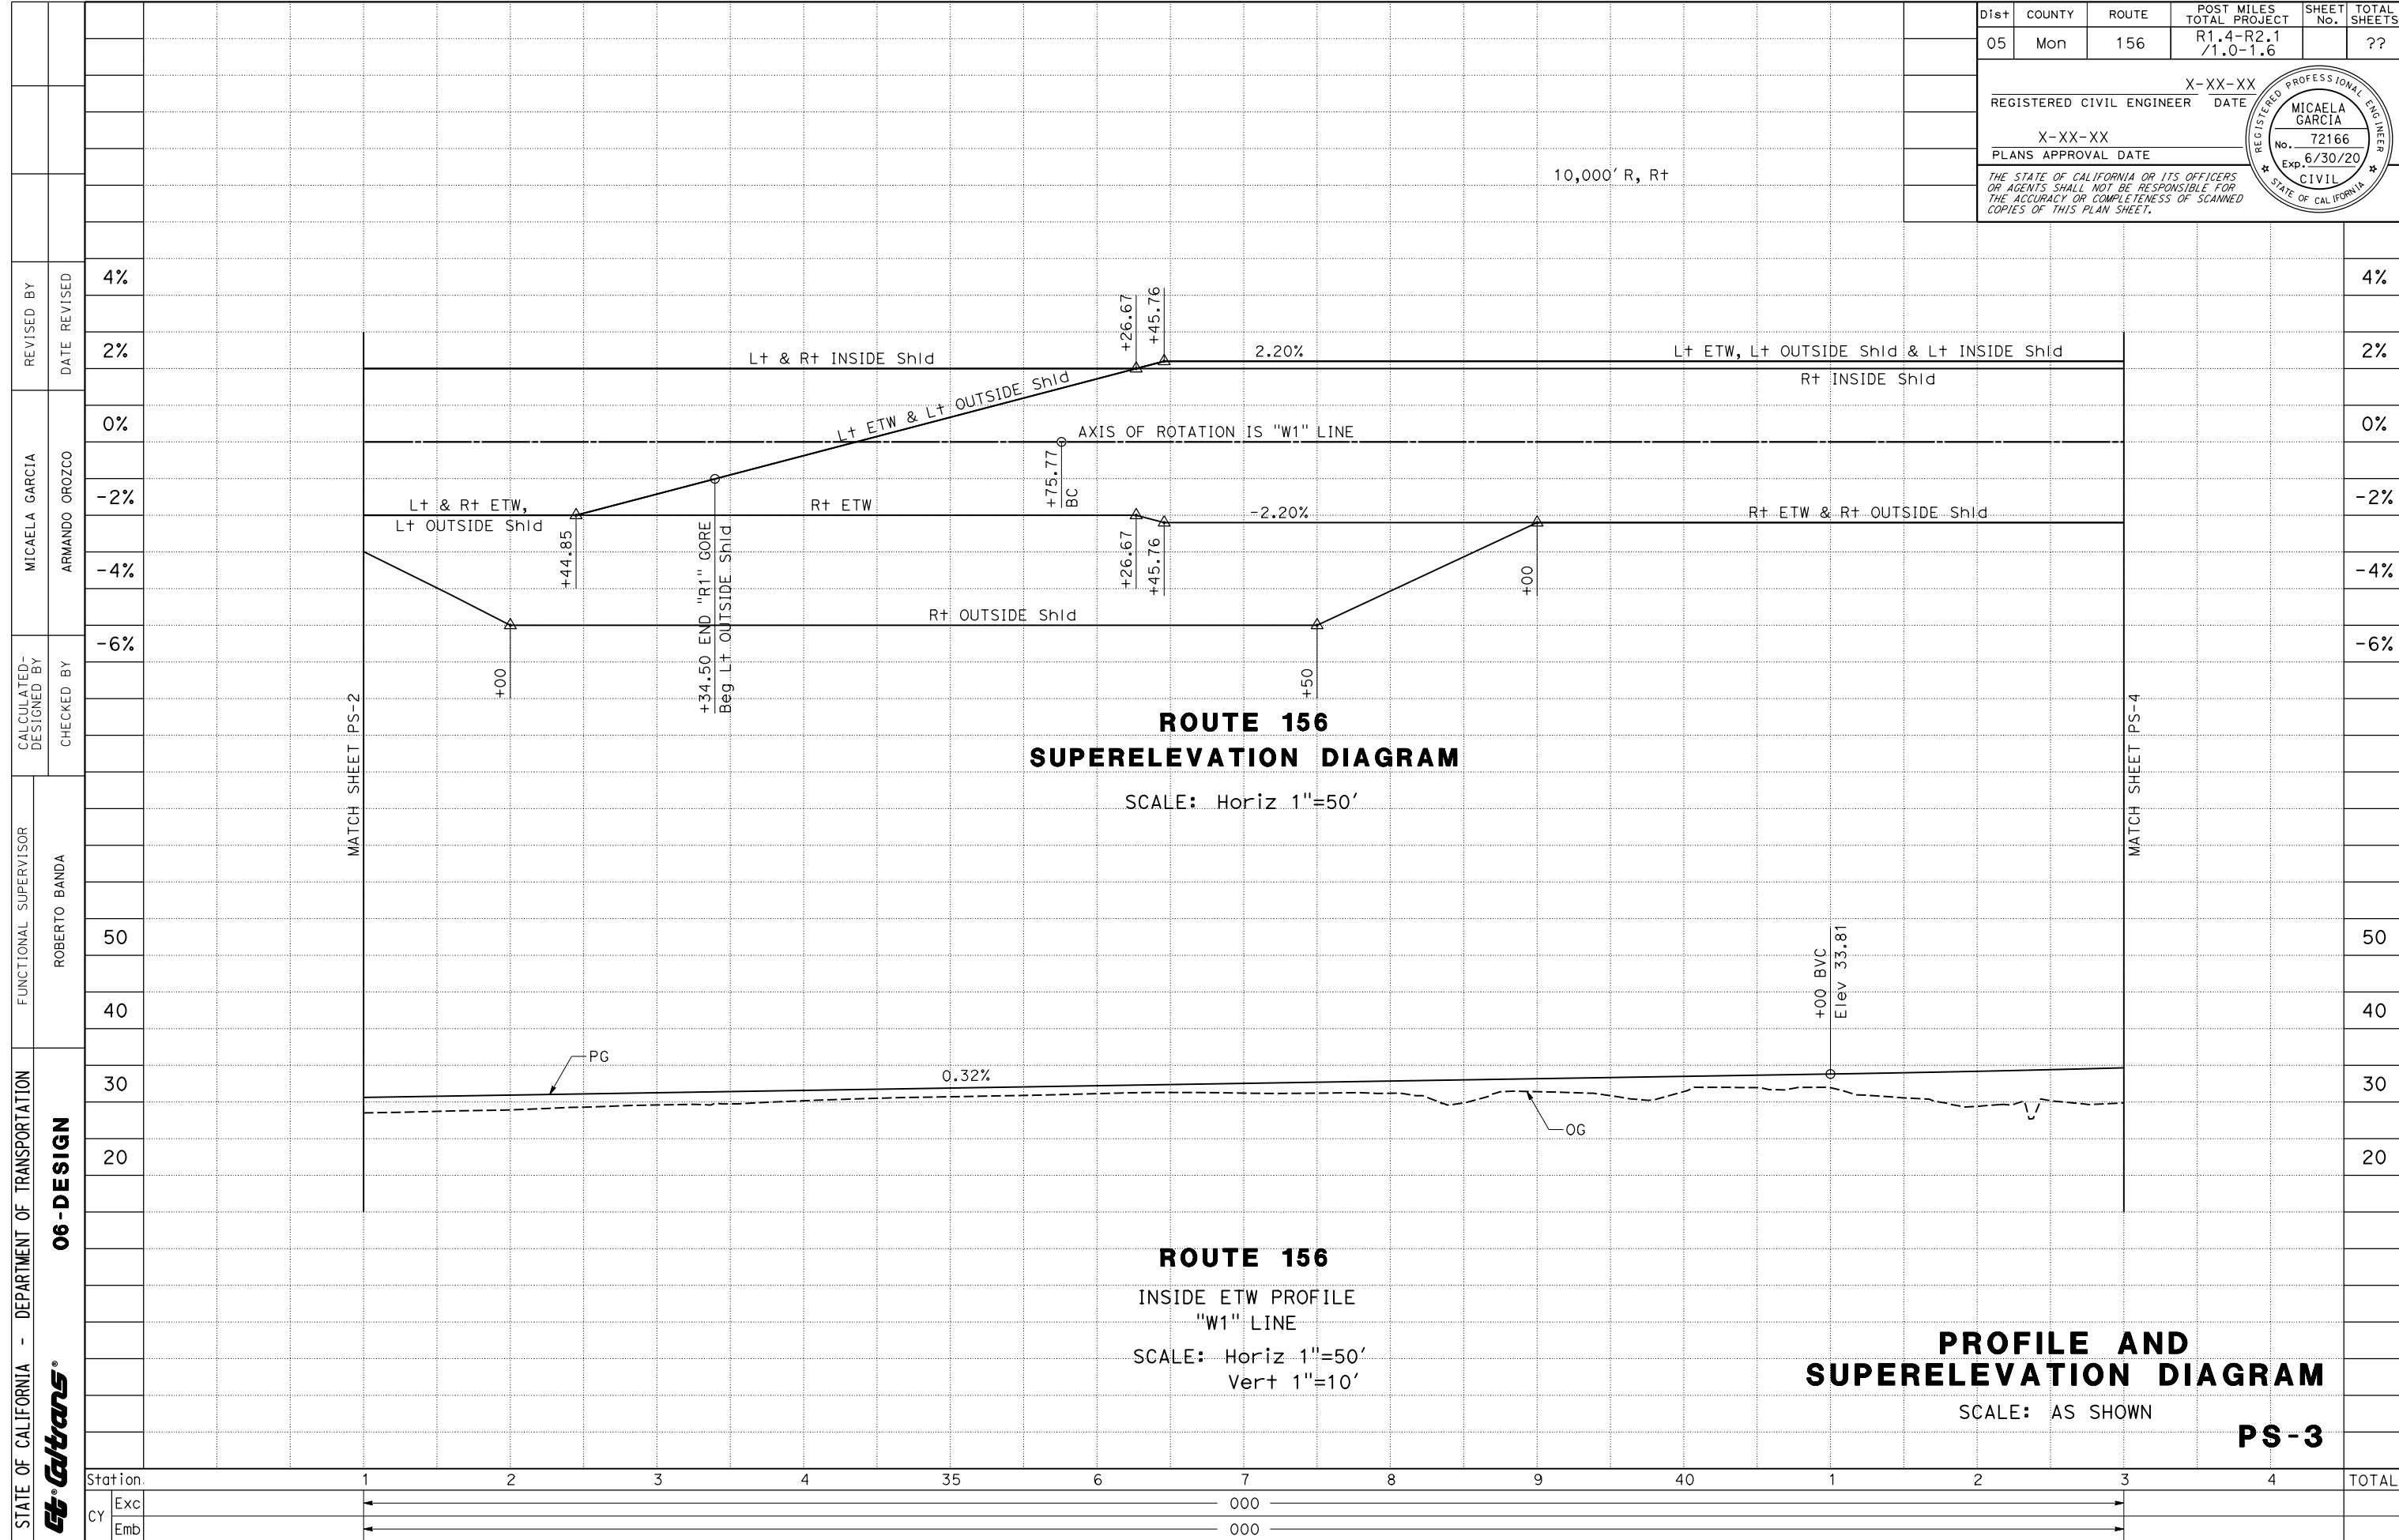 Dist COUNTY ROUTE POST MILES TOTAL PROJECT SHEET No. TOTAL SHEETS
05 Mon 156 R1.4-R2.1 /1.0-1.6 ??
X-XX-XX
REGISTERED CIVIL ENGINEER DATE
X-XX-XX
PLANS APPROVAL DATE
THE STATE OF CALIFORNIA OR ITS OFFICERS
OR AGENTS SHALL NOT BE RESPONSIBLE FOR
THE ACCURACY OR COMPLETENESS OF SCANNED
COPIES OF THIS PLAN SHEET.
REGISTERED PROFESSIONAL ENGINEER
MICAELA
GARCIA
No. 72166
Exp. 6/30/20
CIVIL
STATE OF CALIFORNIA
10,000' R, Rt
REVISED BY
DATE REVISED
MICAELA GARCIA
ARMANDO OROZCO
CALCULATED-
DESIGNED BY
CHECKED BY
FUNCTIONAL SUPERVISOR
ROBERTO BANDA
STATE OF CALIFORNIA - DEPARTMENT OF TRANSPORTATION
06-DESIGN
Ct® Caltrans®
4%
2%
0%
-2%
-4%
-6%
50
40
30
20
4%
2%
0%
-2%
-4%
-6%
50
40
30
20
+26.67
+45.76
Lt & Rt INSIDE Shld
2.20%
Lt ETW, Lt OUTSIDE Shld & Lt INSIDE Shld
Rt INSIDE Shld
Lt ETW & Lt OUTSIDE Shld
AXIS OF ROTATION IS "W1" LINE
+75.77
BC
Lt & Rt ETW,
Lt OUTSIDE Shld
Rt ETW
-2.20%
Rt ETW & Rt OUTSIDE Shld
+44.85
+34.50 END "R1" GORE
Beg Lt OUTSIDE Shld
+26.67
+45.76
+00
Rt OUTSIDE Shld
+00
+50
MATCH SHEET PS-2
MATCH SHEET PS-4
ROUTE 156
SUPERELEVATION DIAGRAM
SCALE: Horiz 1"=50'
+00 BVC
Elev 33.81
PG
0.32%
OG
ROUTE 156
INSIDE ETW PROFILE
"W1" LINE
SCALE: Horiz 1"=50'
Vert 1"=10'
PROFILE AND
SUPERELEVATION DIAGRAM
SCALE: AS SHOWN
PS-3
Station 1 2 3 4 35 6 7 8 9 40 1 2 3 4 TOTAL
CY
Exc 000
Emb 000